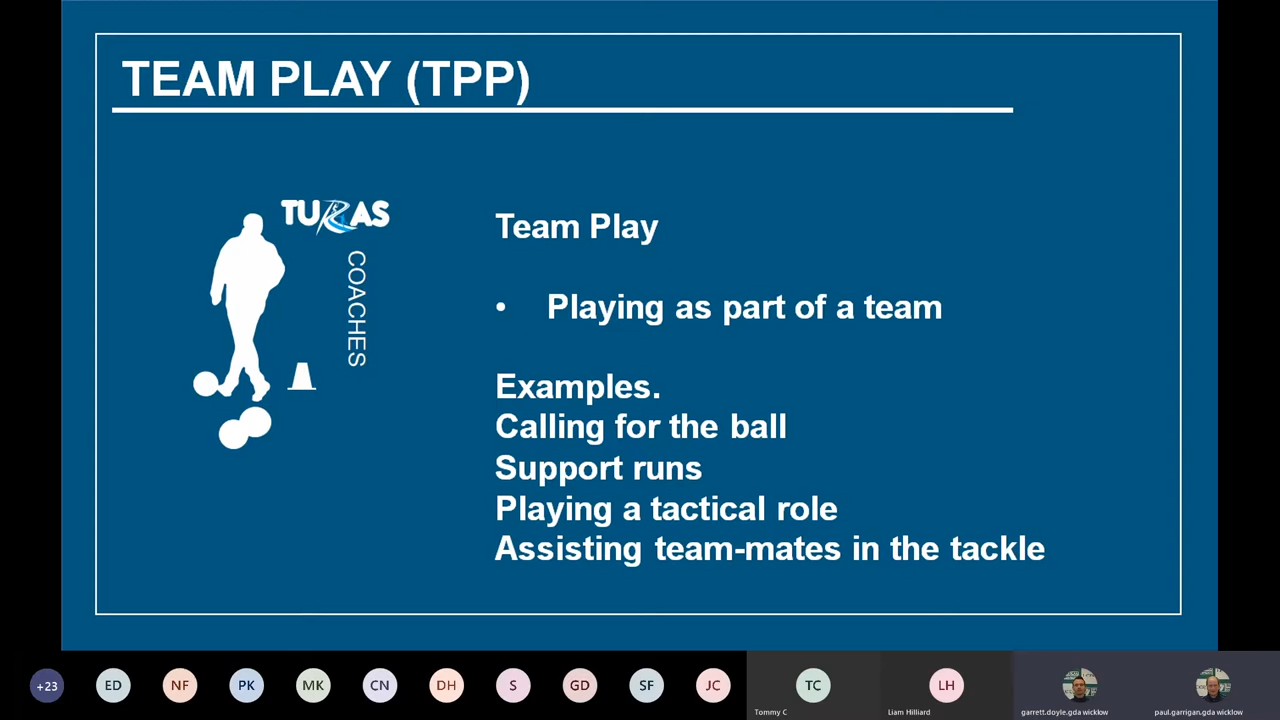 TEAM PLAY (TPP)
TURAS
COACHES
Team Play
• Playing as part of a team
Examples.
Calling for the ball
Support runs
Playing a tactical role
Assisting team-mates in the tackle
+23
ED
NF
PK
MK
CN
DH
S
GD
SF
JC
TC
LH
Tommy C
Liam Hilliard
garrett.doyle.gda wicklow
paul.garrigan.gda wicklow